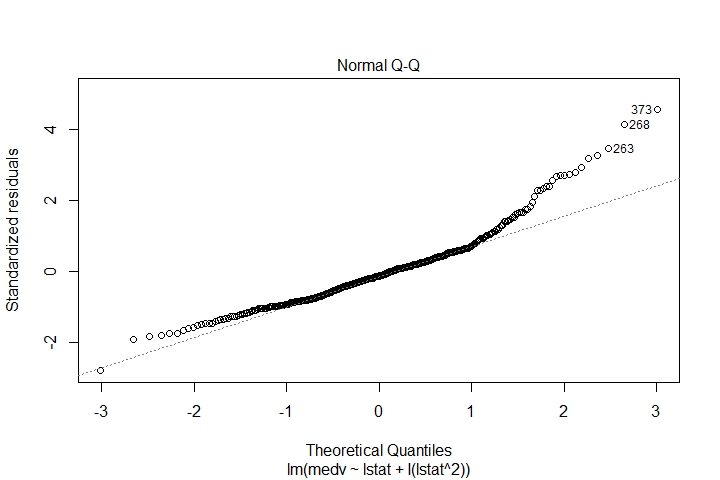 Normal Q-Q
Standardized residuals
4
2
0
-2
373
268
263
-3 -2 -1 0 1 2 3
Theoretical Quantiles
lm(medv ~ lstat + I(lstat^2))